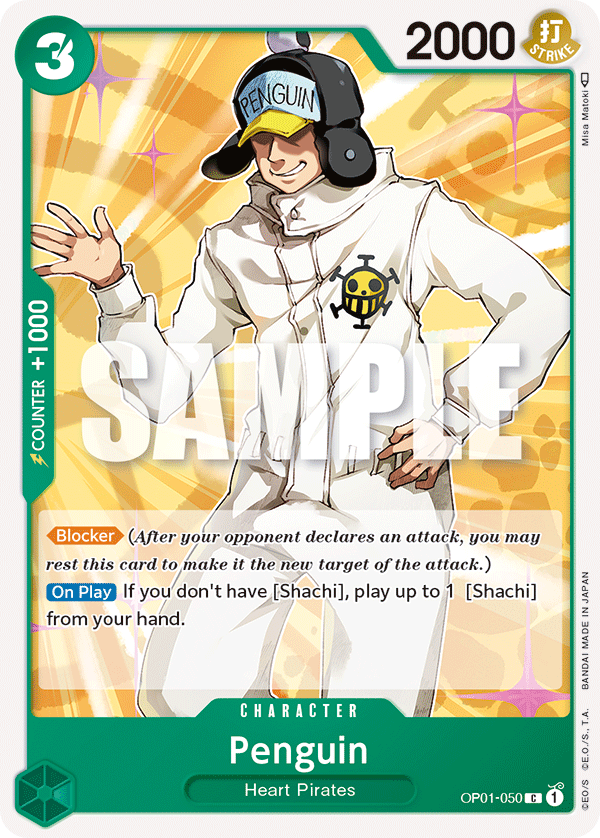 3
2000
打
STRIKE
Misa Matoki
PENGUIN
COUNTER +1000
SAMPLE
Blocker (After your opponent declares an attack, you may
rest this card to make it the new target of the attack.)
On Play If you don't have [Shachi], play up to 1 [Shachi]
from your hand.
CHARACTER
Penguin
Heart Pirates
OP01-050 C 1
©EO/S ©E.O./S., T.A. BANDAI MADE IN JAPAN